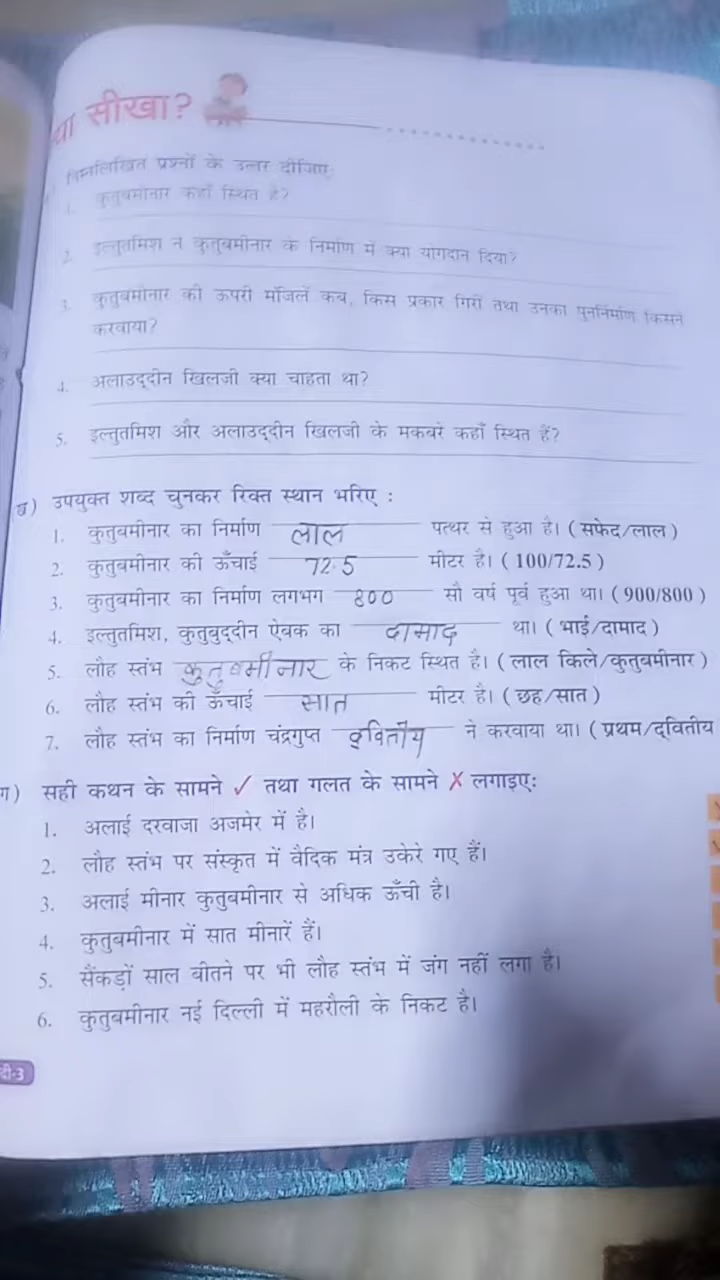 या सीखा?
निम्नलिखित प्रश्नों के उत्तर दीजिए:
1. कुतुबमीनार कहाँ स्थित है?
2. इल्तुतमिश ने कुतुबमीनार के निर्माण में क्या योगदान दिया?
3. कुतुबमीनार की ऊपरी मंजिलें कब, किस प्रकार गिरीं तथा उनका पुनर्निर्माण किसने
करवाया?
4. अलाउद्दीन खिलजी क्या चाहता था?
5. इल्तुतमिश और अलाउद्दीन खिलजी के मकबरे कहाँ स्थित हैं?
ख) उपयुक्त शब्द चुनकर रिक्त स्थान भरिए :
1. कुतुबमीनार का निर्माण लाल पत्थर से हुआ है। (सफेद/लाल)
2. कुतुबमीनार की ऊँचाई 72.5 मीटर है। (100/72.5)
3. कुतुबमीनार का निर्माण लगभग 800 सौ वर्ष पूर्व हुआ था। (900/800)
4. इल्तुतमिश, कुतुबुद्दीन ऐबक का दामाद था। (भाई/दामाद)
5. लौह स्तंभ कुतुबमीनार के निकट स्थित है। (लाल किले/कुतुबमीनार)
6. लौह स्तंभ की ऊँचाई सात मीटर है। (छह/सात)
7. लौह स्तंभ का निर्माण चंद्रगुप्त द्वितीय ने करवाया था। (प्रथम/द्वितीय
ग) सही कथन के सामने ✓ तथा गलत के सामने ✗ लगाइए:
1. अलाई दरवाजा अजमेर में है।
2. लौह स्तंभ पर संस्कृत में वैदिक मंत्र उकेरे गए हैं।
3. अलाई मीनार कुतुबमीनार से अधिक ऊँची है।
4. कुतुबमीनार में सात मीनारें हैं।
5. सैंकड़ों साल बीतने पर भी लौह स्तंभ में जंग नहीं लगा है।
6. कुतुबमीनार नई दिल्ली में महरौली के निकट है।
दी-3